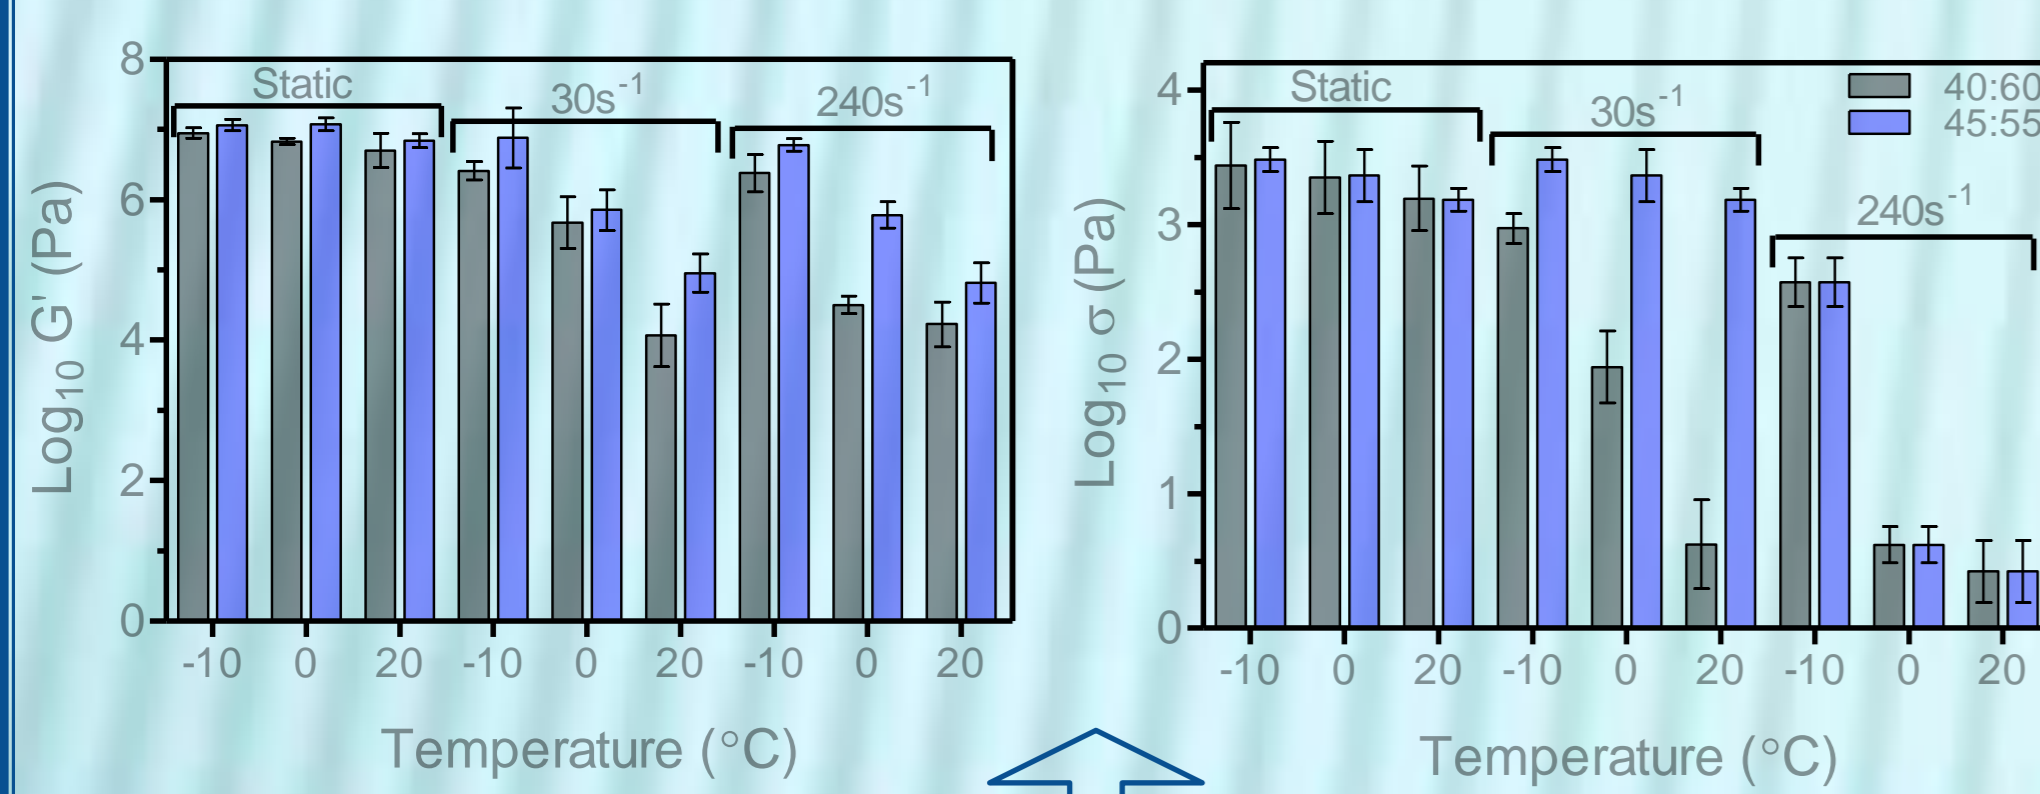 8
6
4
2
0
Log10 G' (Pa)
Static
30s-1
240s-1
-10 0 20 -10 0 20 -10 0 20
Temperature (°C)
4
3
2
1
0
Log10 σ (Pa)
Static
30s-1
240s-1
40:60
45:55
-10 0 20 -10 0 20 -10 0 20
Temperature (°C)